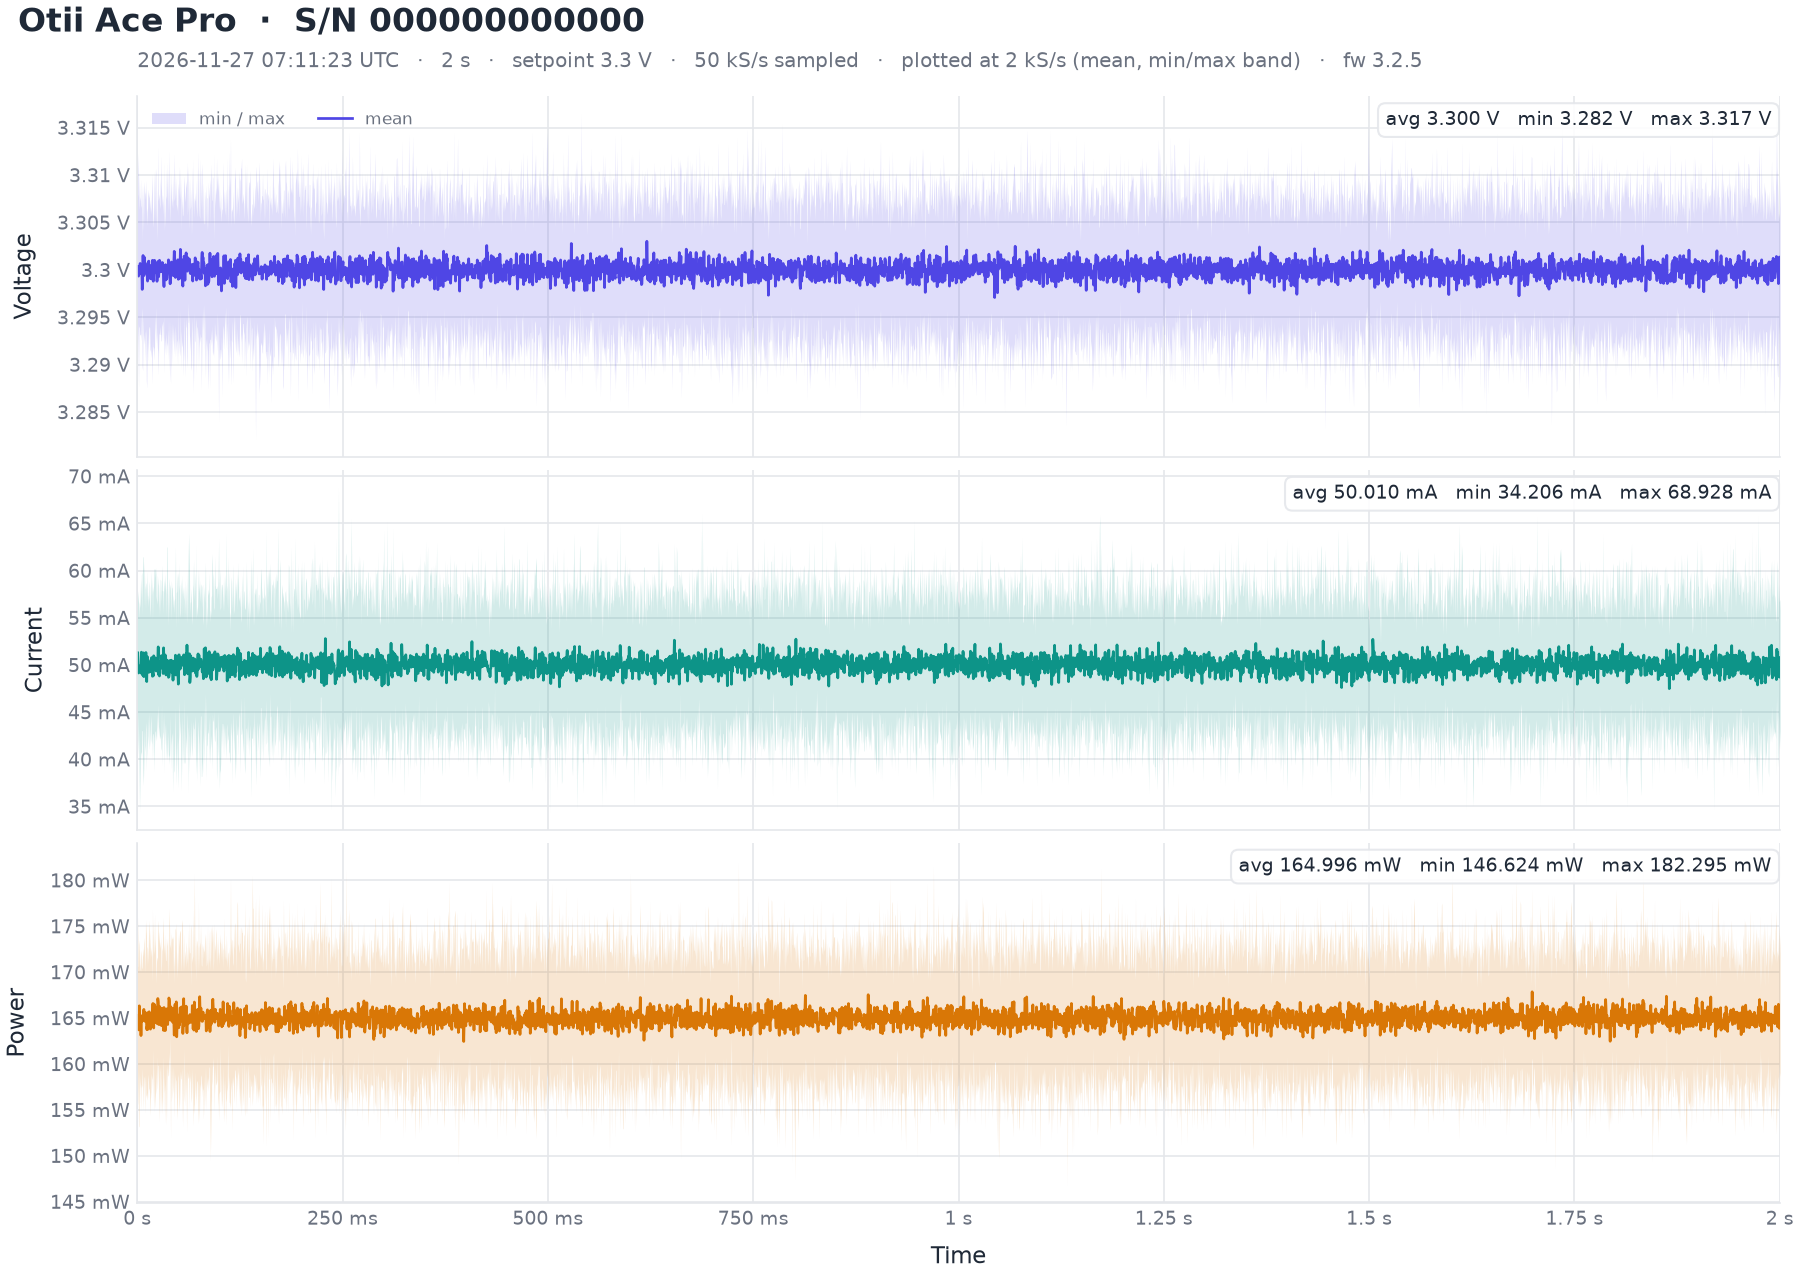 Otii Ace Pro · S/N 000000000000
2026-11-27 07:11:23 UTC · 2 s · setpoint 3.3 V · 50 kS/s sampled · plotted at 2 kS/s (mean, min/max band) · fw 3.2.5
min / max mean
avg 3.300 V min 3.282 V max 3.317 V
3.315 V
3.31 V
3.305 V
3.3 V
3.295 V
3.29 V
3.285 V
Voltage
70 mA
avg 50.010 mA min 34.206 mA max 68.928 mA
65 mA
60 mA
55 mA
50 mA
45 mA
40 mA
35 mA
Current
avg 164.996 mW min 146.624 mW max 182.295 mW
180 mW
175 mW
170 mW
165 mW
160 mW
155 mW
150 mW
145 mW
Power
0 s 250 ms 500 ms 750 ms 1 s 1.25 s 1.5 s 1.75 s 2 s
Time